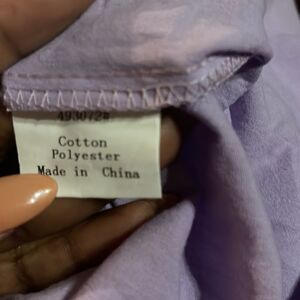 493072#
Cotton
Polyester
Made in China